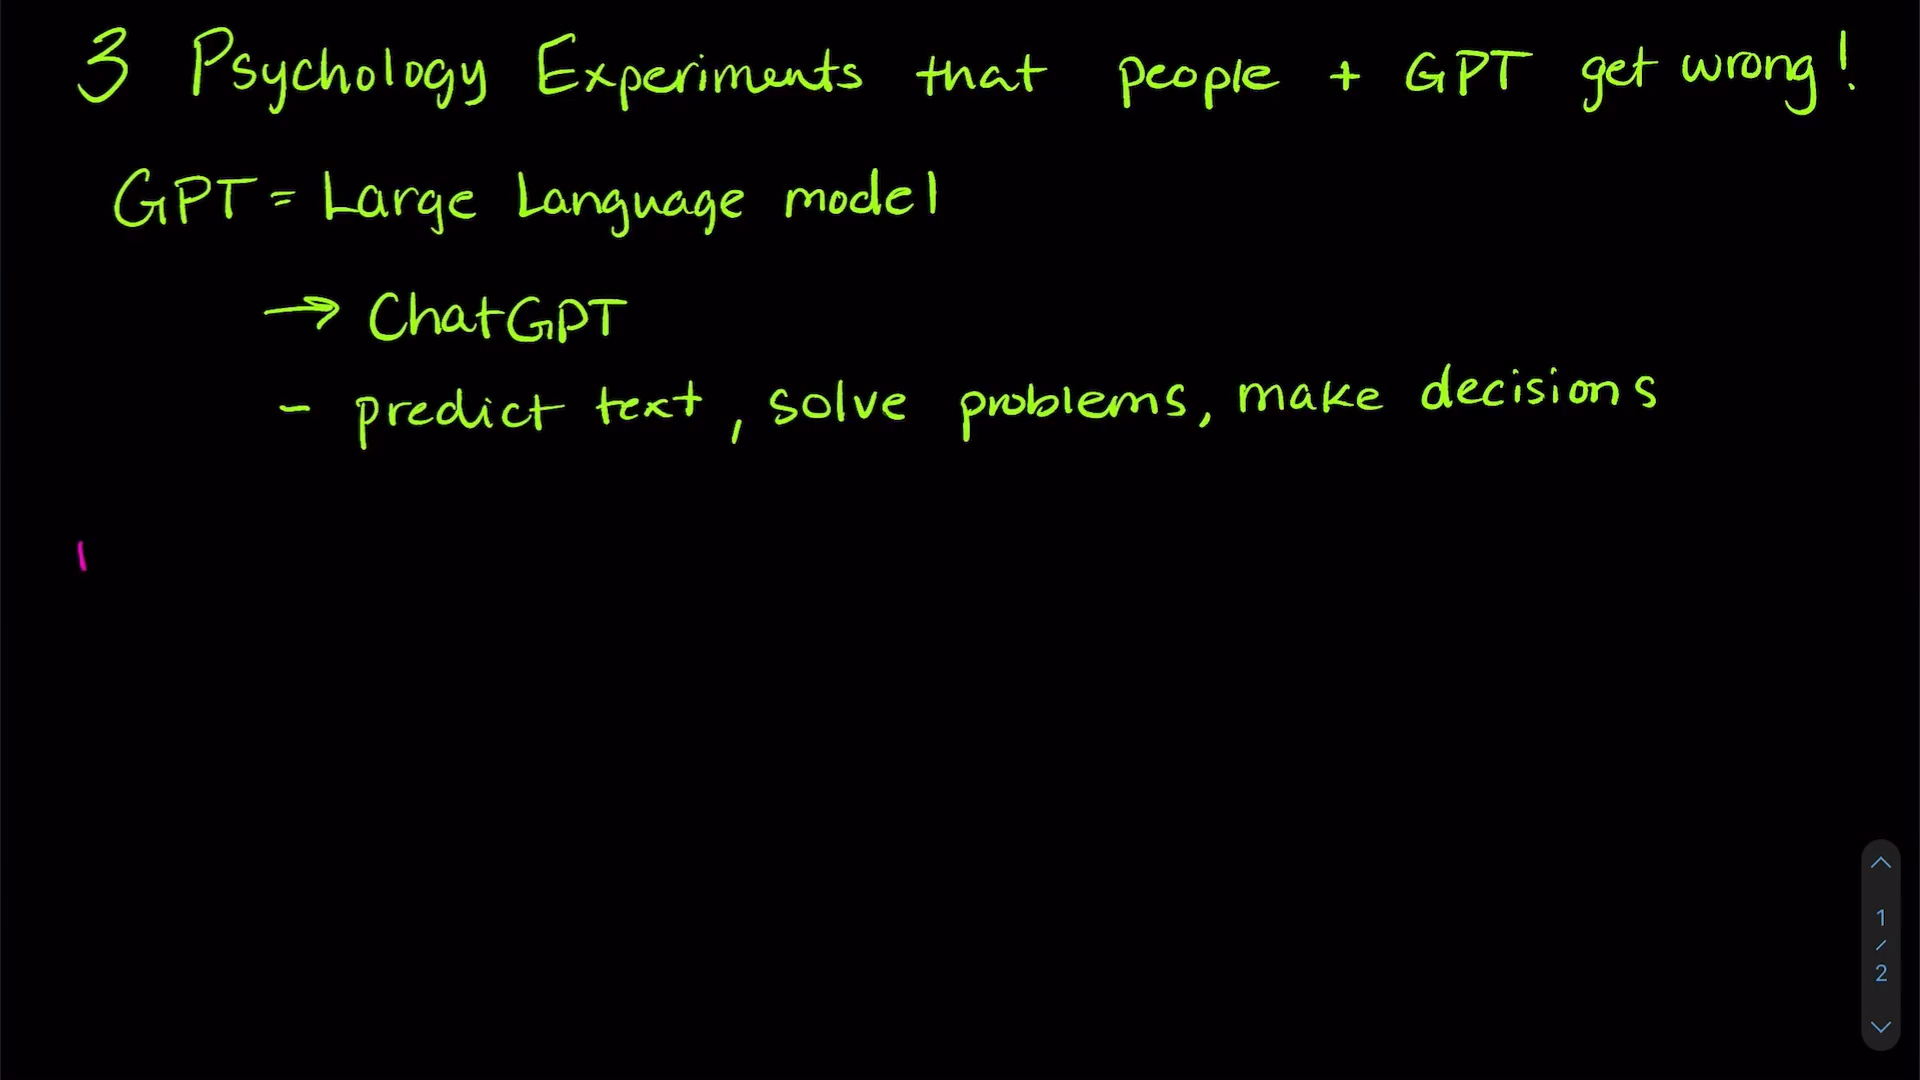 3 Psychology Experiments that people + GPT get wrong!
GPT = Large Language model
→ ChatGPT
- predict text, solve problems, make decisions
1
/
2